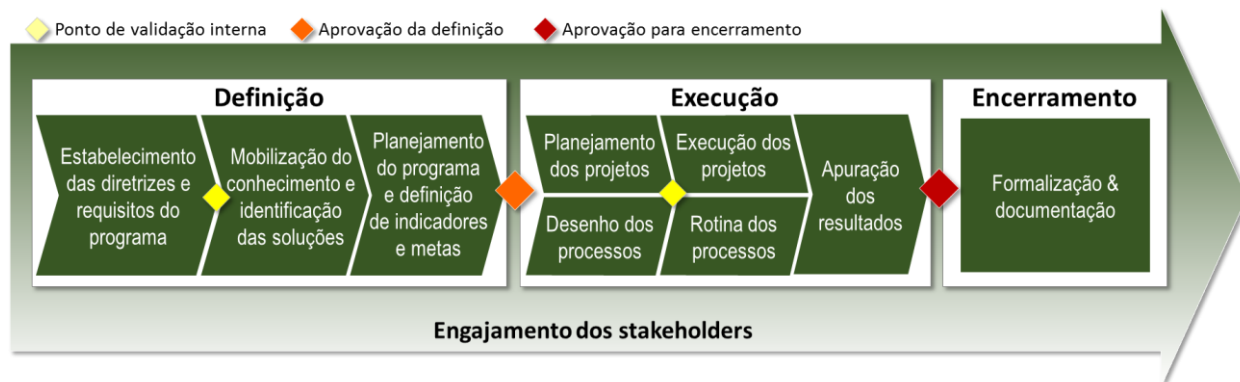 Ponto de validação interna
Aprovação da definição
Aprovação para encerramento
Definição
Estabelecimento
das diretrizes e
requisitos do
programa
Mobilização do
conhecimento e
identificação
das soluções
Planejamento
do programa
e definição
de indicadores
e metas
Execução
Planejamento
dos projetos
Execução dos
projetos
Desenho dos
processos
Rotina dos
processos
Apuração
dos
resultados
Encerramento
Formalização &
documentação
Engajamento dos stakeholders